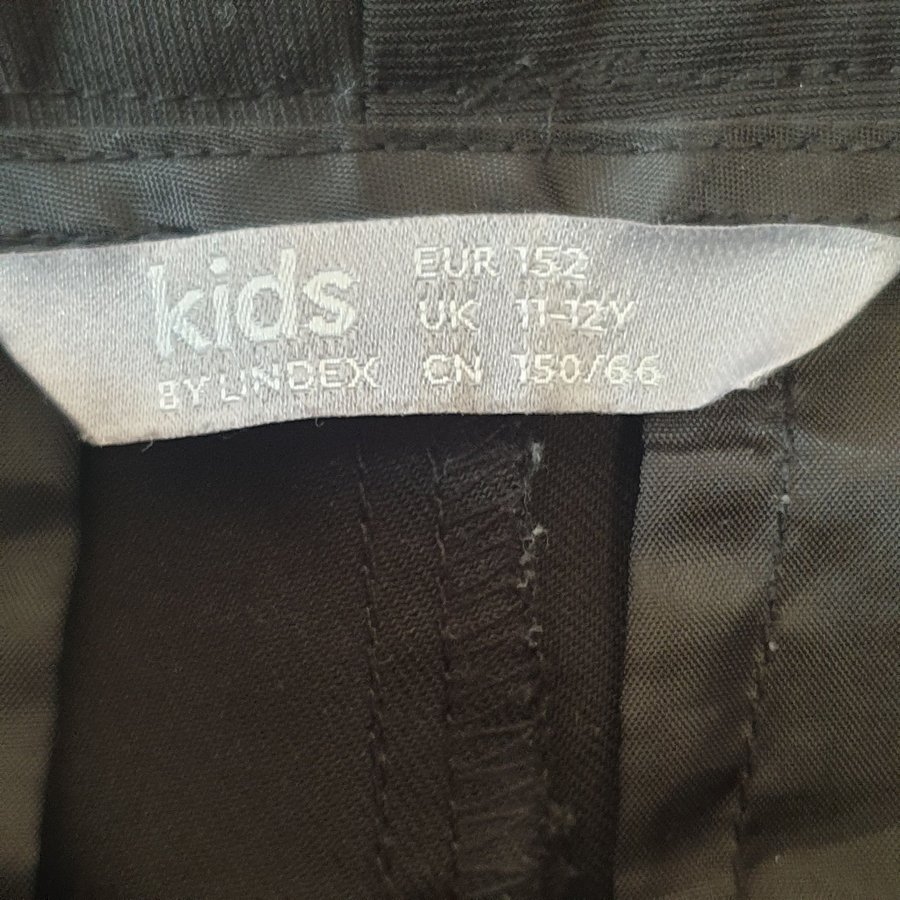 kids
BY LINDEX
EUR 152
UK 11-12Y
CN 150/66